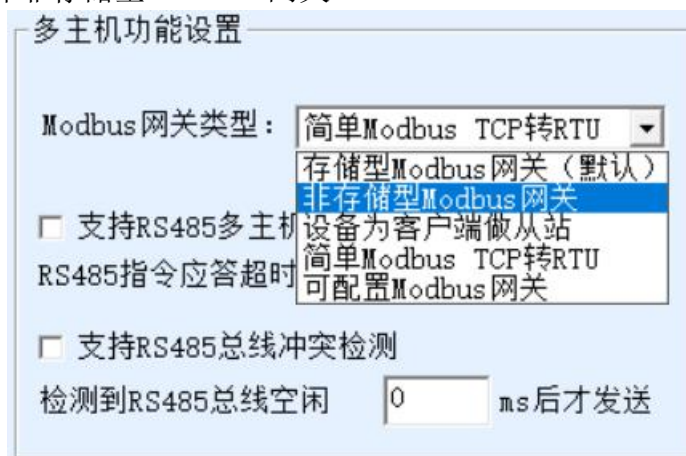 多主机功能设置
Modbus网关类型： 简单Modbus TCP转RTU
存储型Modbus网关（默认）
非存储型Modbus网关
支持RS485多主机 设备为客户端做从站
简单Modbus TCP转RTU
RS485指令应答超时
可配置Modbus网关
支持RS485总线冲突检测
检测到RS485总线空闲 0 ms后才发送